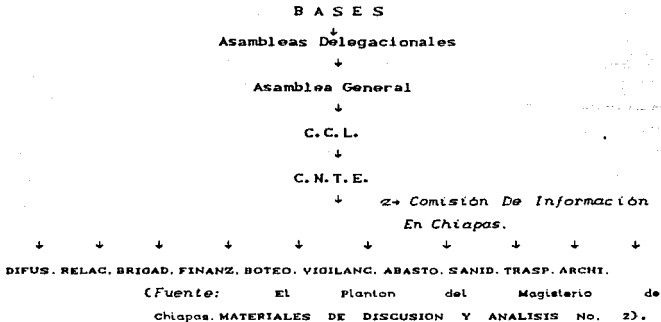 B A S E S
↓
Asambleas Delegacionales
↓
Asamblea General
↓
C.C.L.
↓
C.N.T.E.
↓ z→ Comisión De Información
En Chiapas.
↓ ↓ ↓ ↓ ↓ ↓ ↓ ↓ ↓ ↓
DIFUS. RELAC, BRIGAD, FINANZ, BOTEO. VIGILANC, ABASTO. SANID. TRASP. ARCHI.
(Fuente: El Planton del Magisterio de
Chiapas. MATERIALES DE DISCUSION Y ANALISIS No. 2).